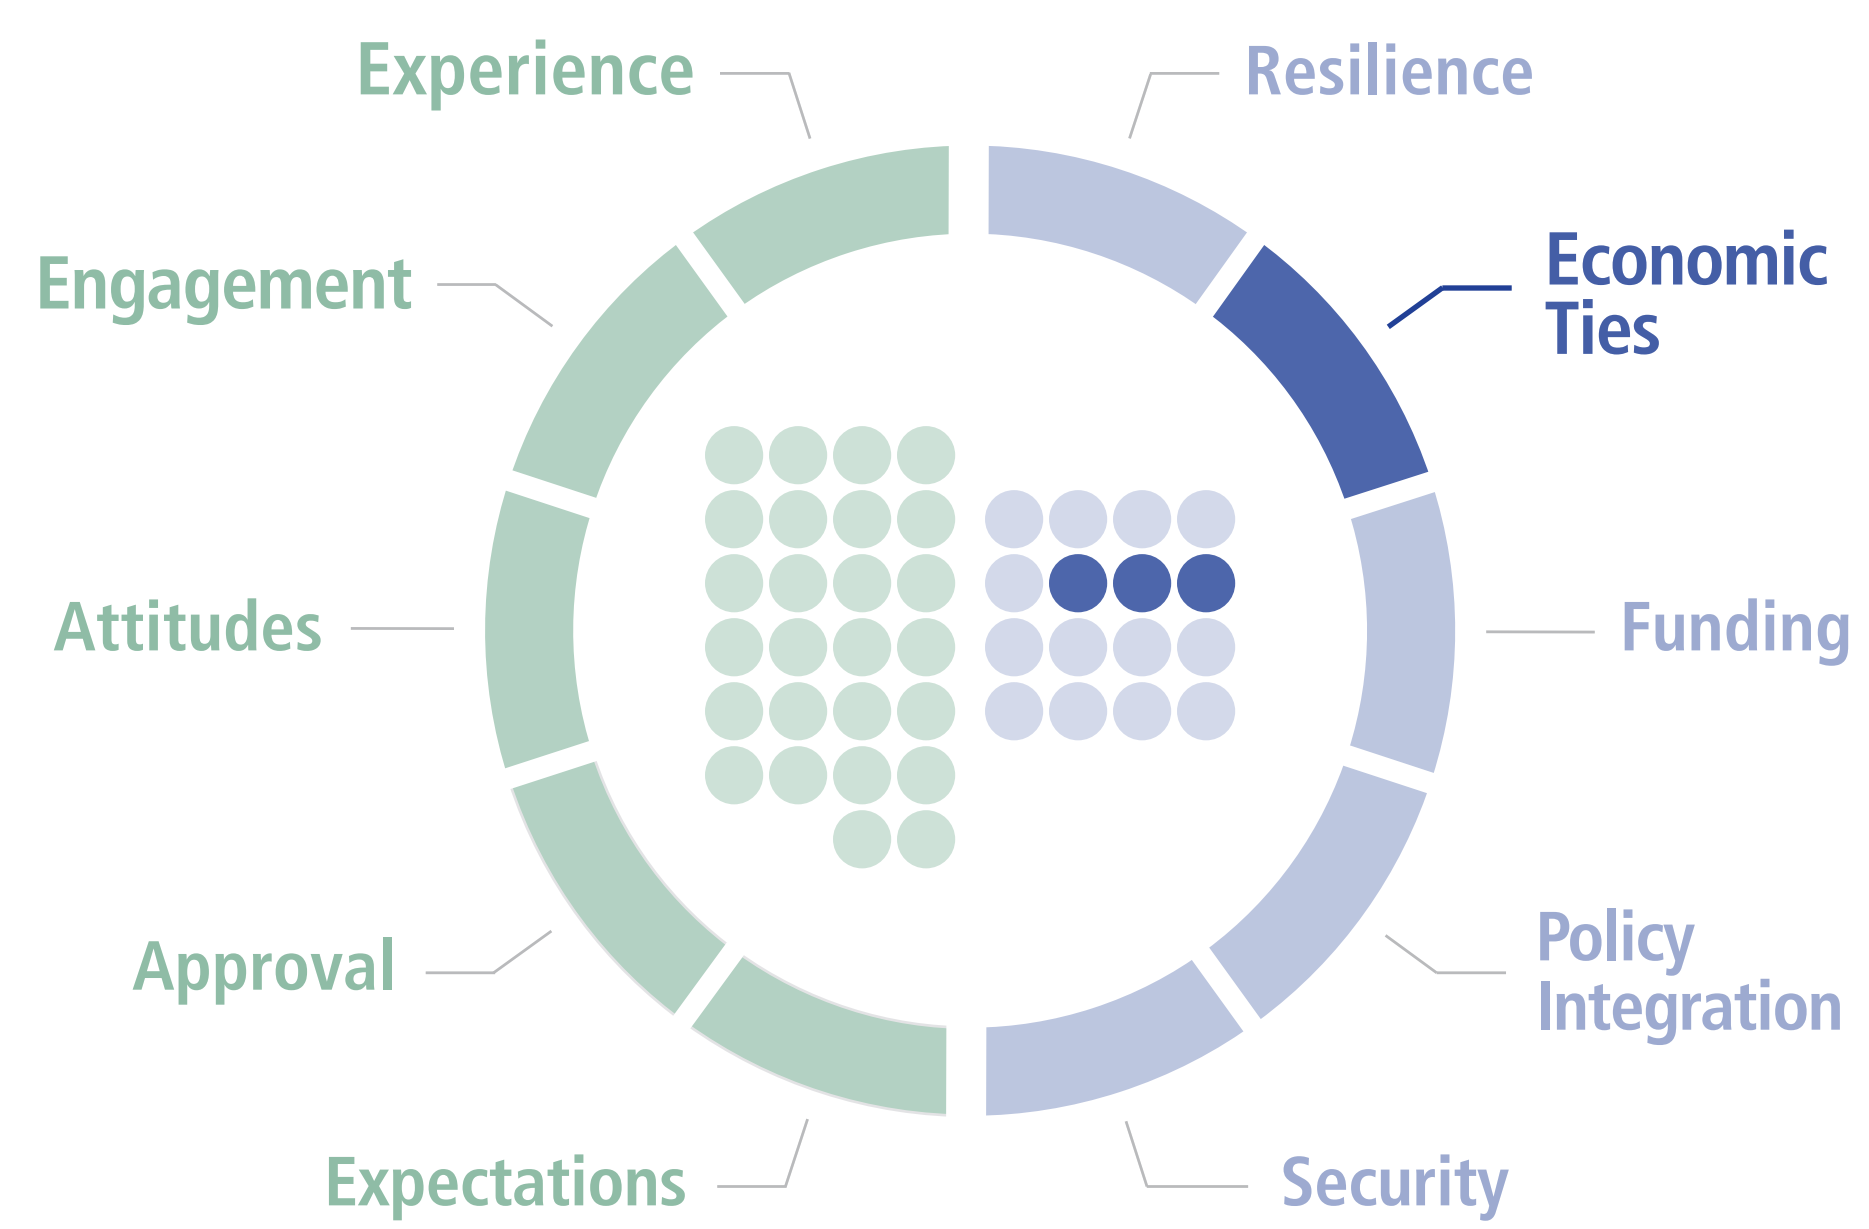 Experience
Resilience
Engagement
Economic
Ties
Attitudes
Funding
Approval
Policy
Integration
Expectations
Security